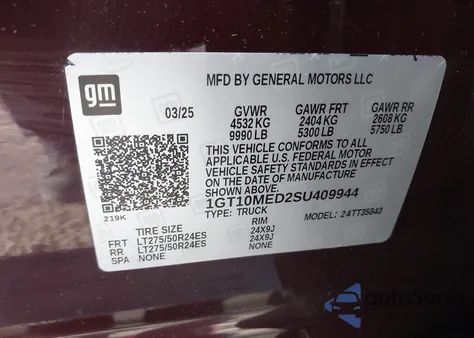 gm
MFD BY GENERAL MOTORS LLC
03/25 GVWR GAWR FRT GAWR RR
4532 KG 2404 KG 2608 KG
9990 LB 5300 LB 5750 LB
THIS VEHICLE CONFORMS TO ALL
APPLICABLE U.S. FEDERAL MOTOR
VEHICLE SAFETY STANDARDS IN
EFFECT ON THE DATE OF MANUFACTURE
SHOWN ABOVE.
1GT10MED2SU409944
219K TYPE: TRUCK MODEL: 24TT35843
TIRE SIZE RIM
FRT LT275/50R24ES 24X9J
RR LT275/50R24ES 24X9J
SPA NONE NONE